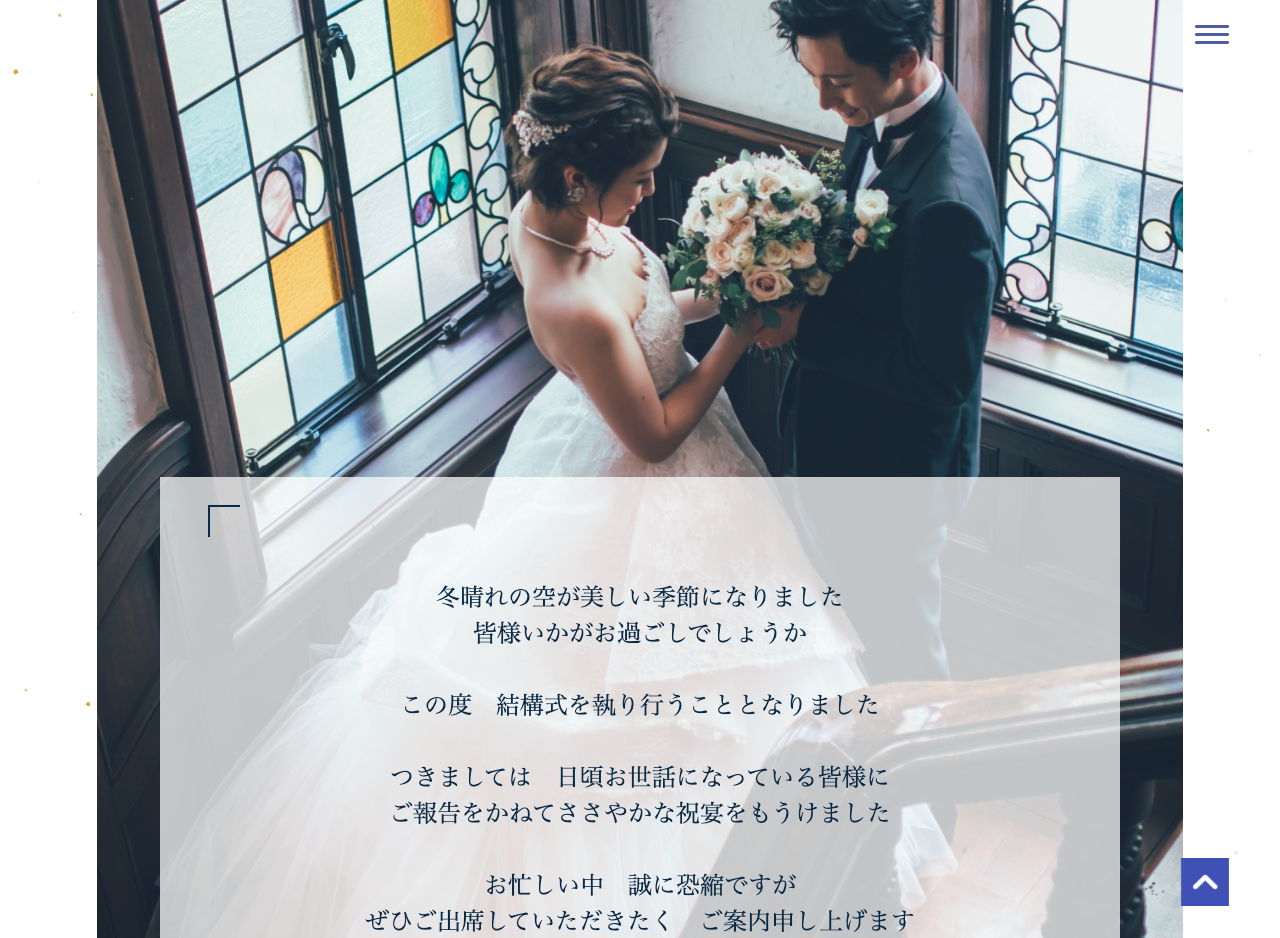 冬晴れの空が美しい季節になりました
皆様いかがお過ごしでしょうか
この度　結構式を執り行うこととなりました
つきましては　日頃お世話になっている皆様に
ご報告をかねてささやかな祝宴をもうけました
お忙しい中　誠に恐縮ですが
ぜひご出席していただきたく　ご案内申し上げます